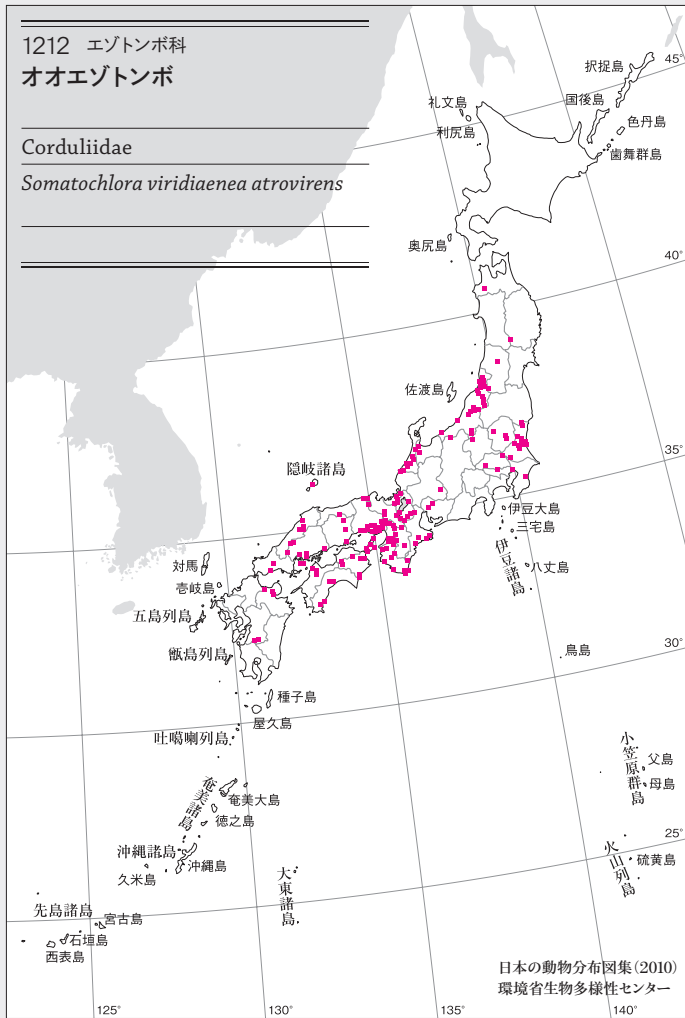 1212 エゾトンボ科
オオエゾトンボ
Corduliidae
Somatochlora viridiaenea atrovirens
45°
択捉島
国後島
礼文島
色丹島
利尻島
歯舞群島
奥尻島
40°
佐渡島
35°
隠岐諸島
伊豆大島
三宅島
伊豆諸島
八丈島
対馬
壱岐島
五島列島
甑島列島
鳥島
30°
種子島
屋久島
吐噶喇列島
小笠原群島
父島
母島
奄美諸島
奄美大島
徳之島
25°
沖縄諸島
沖縄島
久米島
火山列島
硫黄島
大東諸島
先島諸島
宮古島
石垣島
西表島
日本の動物分布図集(2010)
環境省生物多様性センター
125°
130°
135°
140°